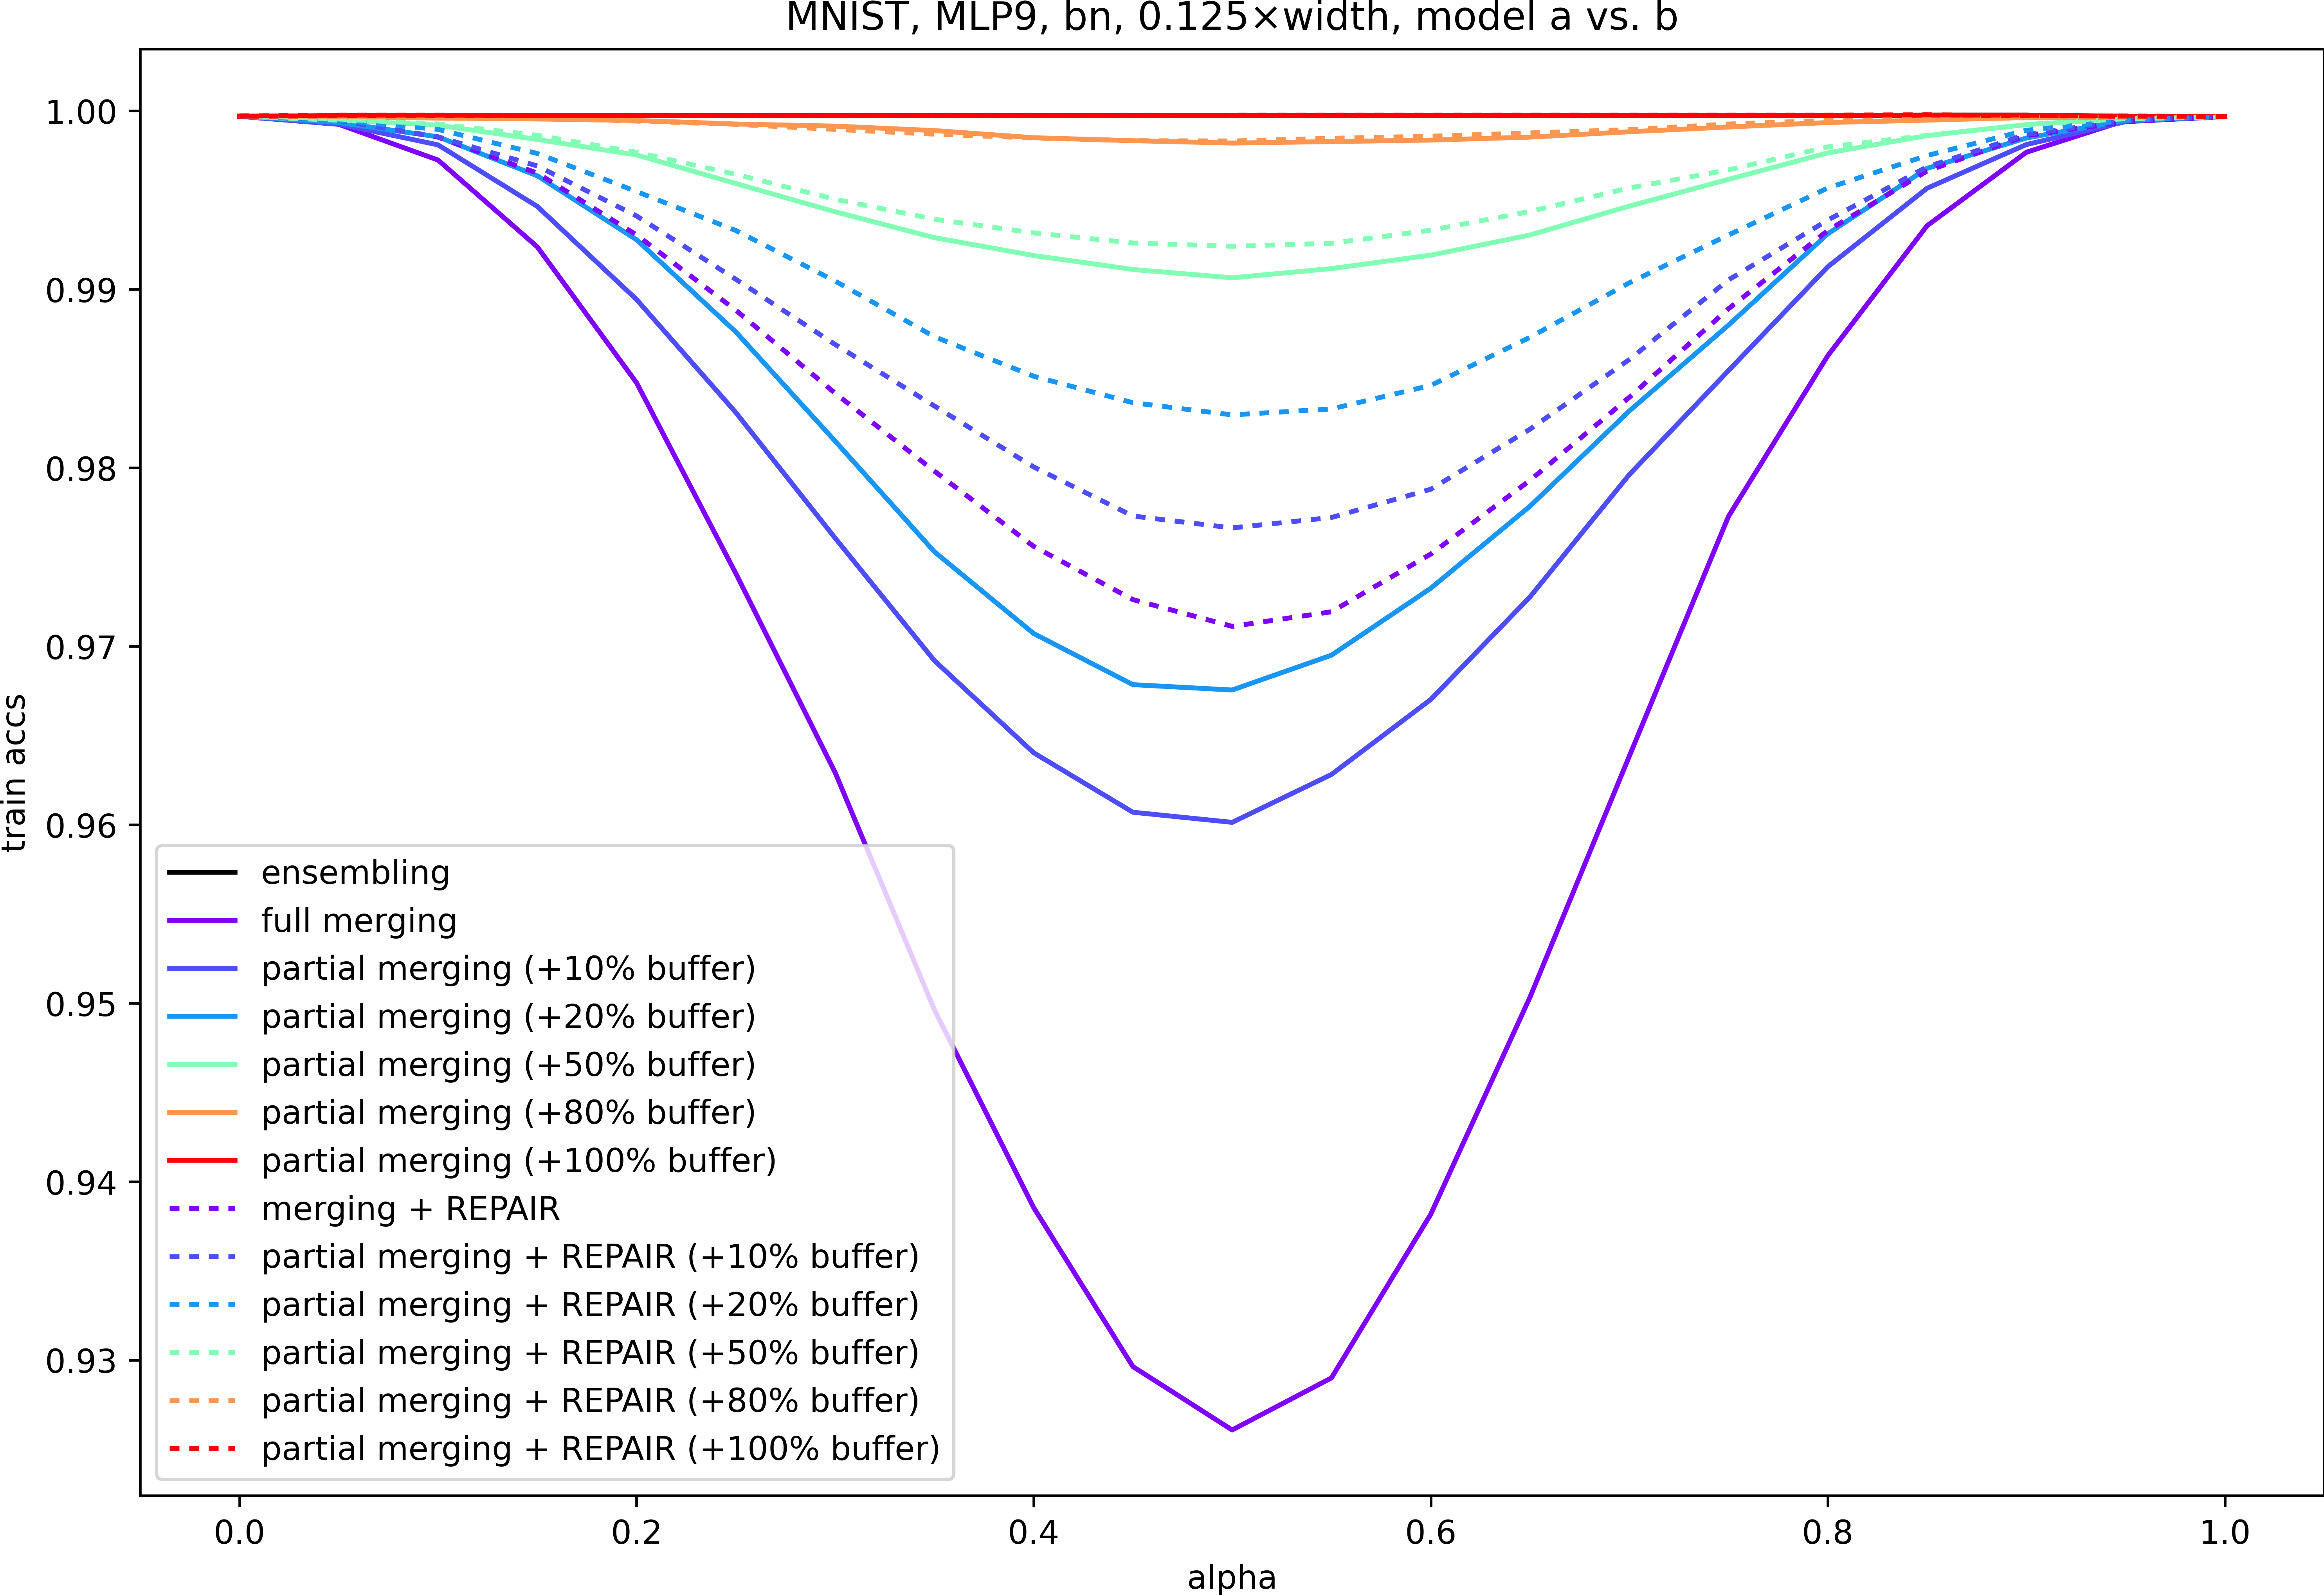 MNIST, MLP9, bn, 0.125×width, model a vs. b
train accs
1.00
0.99
0.98
0.97
0.96
0.95
0.94
0.93
ensembling
full merging
partial merging (+10% buffer)
partial merging (+20% buffer)
partial merging (+50% buffer)
partial merging (+80% buffer)
partial merging (+100% buffer)
merging + REPAIR
partial merging + REPAIR (+10% buffer)
partial merging + REPAIR (+20% buffer)
partial merging + REPAIR (+50% buffer)
partial merging + REPAIR (+80% buffer)
partial merging + REPAIR (+100% buffer)
0.0 0.2 0.4 0.6 0.8 1.0
alpha